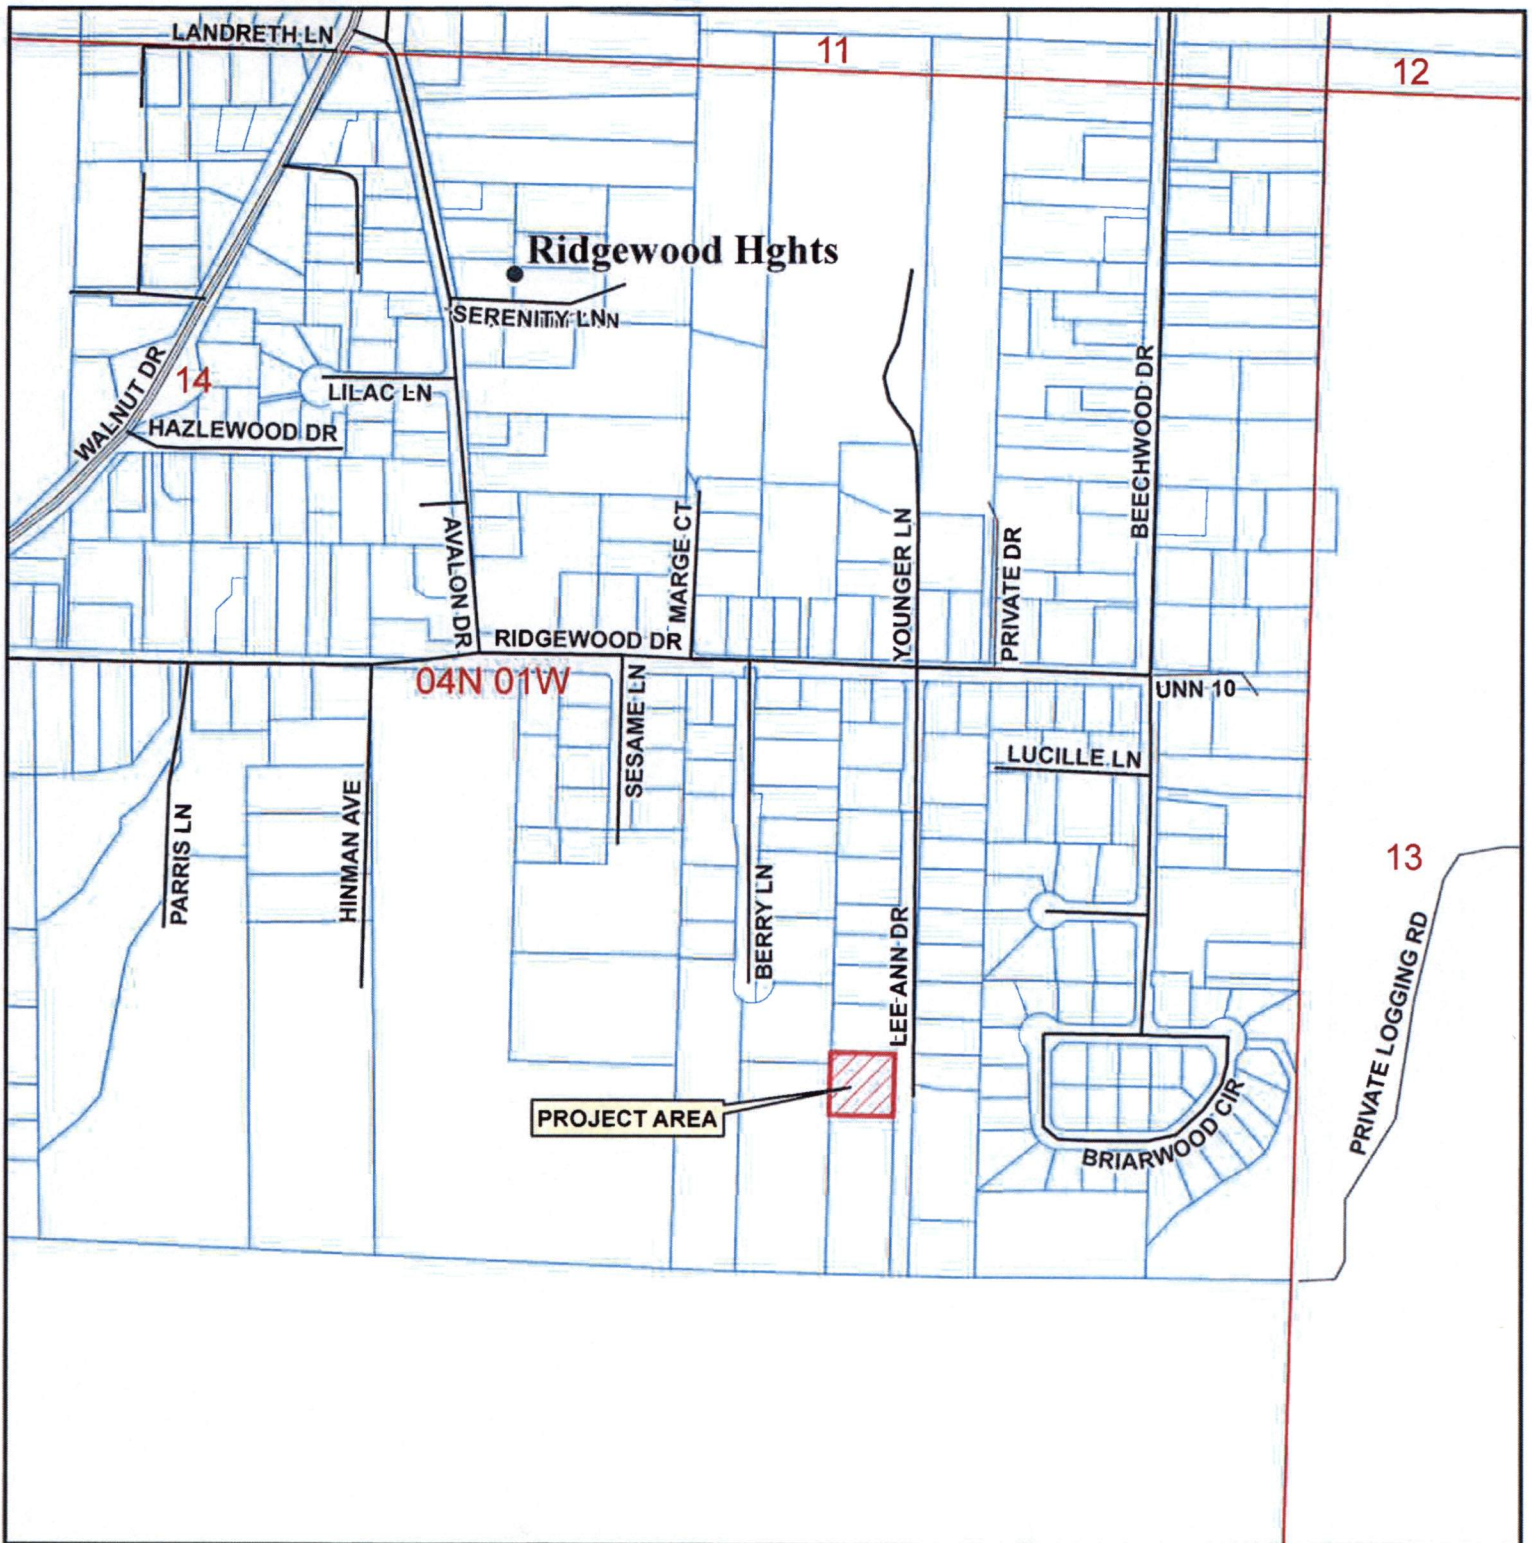 LANDRETH LN
11
12
Ridgewood Hghts
SERENITY LN
WALNUT DR
14
LILAC LN
HAZLEWOOD DR
BEECHWOOD DR
AVALON DR
MARGE CT
YOUNGER LN
PRIVATE DR
RIDGEWOOD DR
04N 01W
UNN 10
SESAME LN
LUCILLE LN
PARRIS LN
HINMAN AVE
BERRY LN
LEE ANN DR
13
PRIVATE LOGGING RD
PROJECT AREA
BRIARWOOD CIR